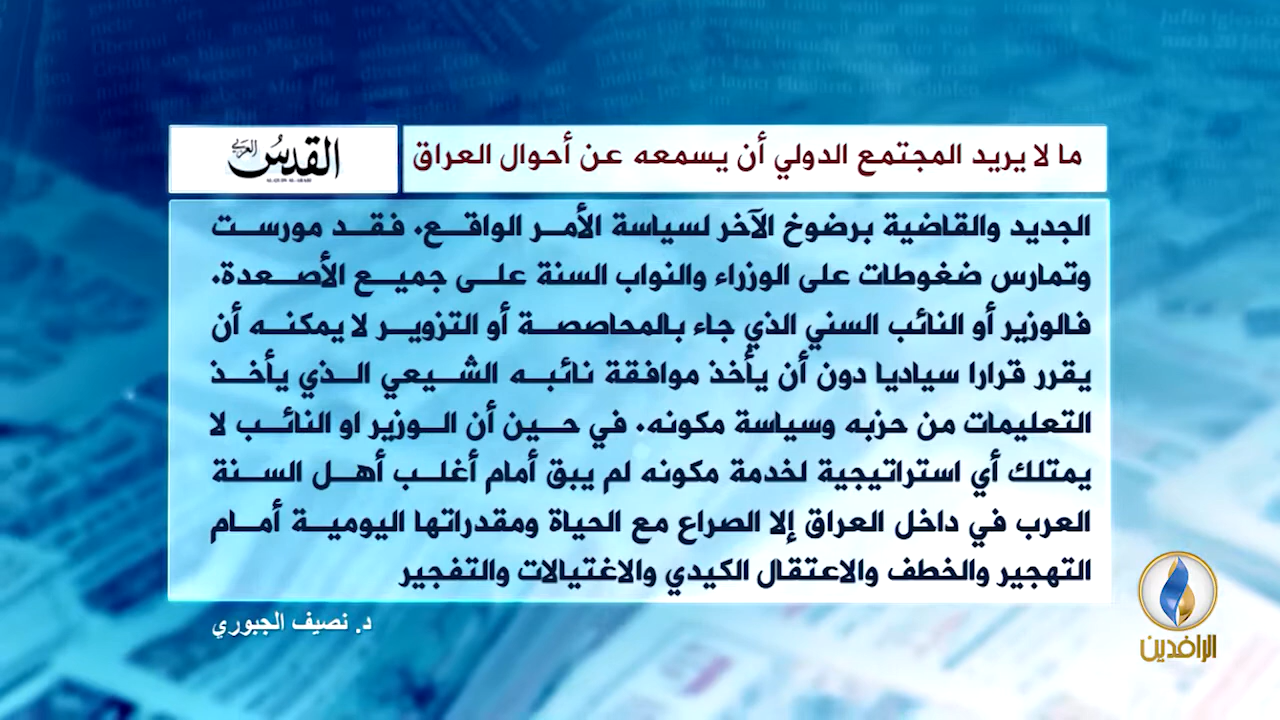 ما لا يريد المجتمع الدولي أن يسمعه عن أحوال العراق
القدس العربي
AL-QUDS AL-ARABI
الجديد والقاضية برضوخ الآخر لسياسة الأمر الواقع. فقد مورست
وتمارس ضغوطات على الوزراء والنواب السنة على جميع الأصعدة.
فالوزير أو النائب السني الذي جاء بالمحاصصة أو التزوير لا يمكنه أن
يقرر قرارا سياديا دون أن يأخذ موافقة نائبه الشيعي الذي يأخذ
التعليمات من حزبه وسياسة مكونه. في حين أن الوزير او النائب لا
يمتلك أي استراتيجية لخدمة مكونه لم يبق أمام أغلب أهل السنة
العرب في داخل العراق إلا الصراع مع الحياة ومقدراتها اليومية أمام
التهجير والخطف والاعتقال الكيدي والاغتيالات والتفجير
د. نصيف الجبوري
الرافدين